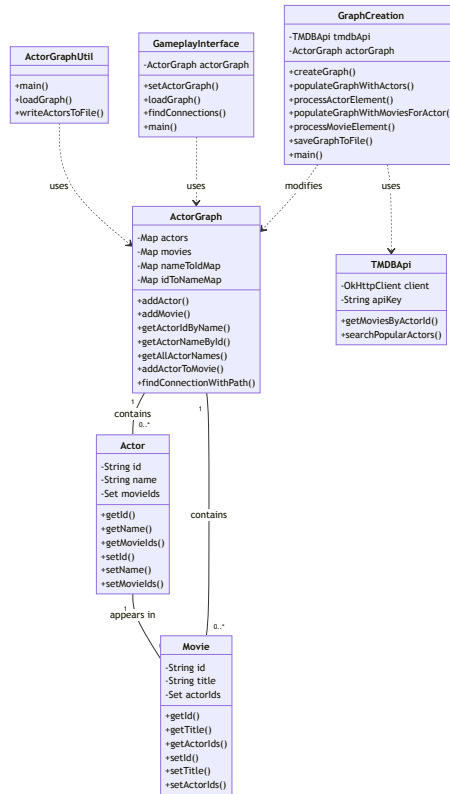 GraphCreation
-TMDBApi tmdbApi
-ActorGraph actorGraph
+createGraph()
+populateGraphWithActors()
+processActorElement()
+populateGraphWithMoviesForActor(
+processMovieElement()
+saveGraphToFile()
+main()
GameplayInterface
-ActorGraph actorGraph
+setActorGraph()
+loadGraph()
+findConnections()
+main()
ActorGraphUtil
+main()
+loadGraph()
+writeActorsToFile()
uses
uses
modifies
uses
ActorGraph
-Map actors
-Map movies
-Map nameToIdMap
-Map idToNameMap
+addActor()
+addMovie()
+getActorIdByName()
+getActorNameById()
+getAllActorNames()
+addActorToMovie()
+findConnectionWithPath()
TMDBApi
-OkHttpClient client
-String apiKey
+getMoviesByActorId()
+searchPopularActors()
1
1
contains
0..*
Actor
-String id
-String name
-Set movieIds
+getId()
+getName()
+getMovieIds()
+setId()
+setName()
+setMovieIds()
contains
1
appears in
0..*
Movie
-String id
-String title
-Set actorIds
+getId()
+getTitle()
+getActorIds()
+setId()
+setTitle()
+setActorIds()